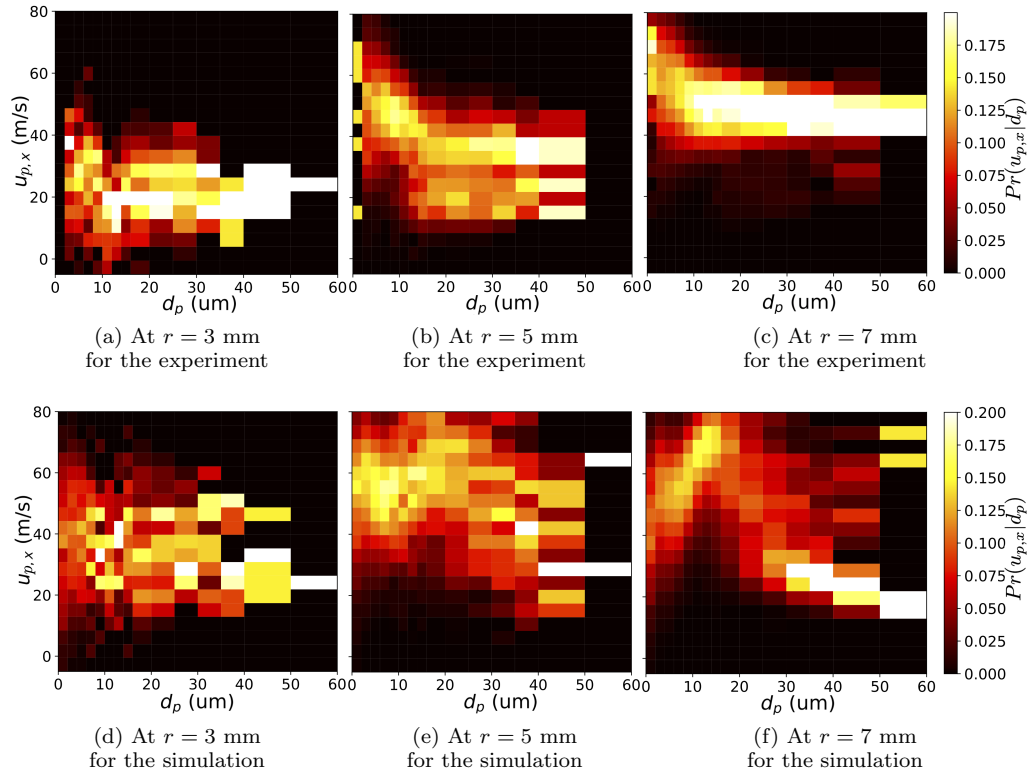 80
60
40
20
0
u_{p,x} (m/s)
0 10 20 30 40 50 60
d_p (um)
0 10 20 30 40 50 60
d_p (um)
0 10 20 30 40 50 60
d_p (um)
0.175
0.150
0.125
0.100
0.075
0.050
0.025
0.000
Pr(u_{p,x}|d_p)
(a) At r = 3 mm
for the experiment
(b) At r = 5 mm
for the experiment
(c) At r = 7 mm
for the experiment
80
60
40
20
0
u_{p,x} (m/s)
0 10 20 30 40 50 60
d_p (um)
0 10 20 30 40 50 60
d_p (um)
0 10 20 30 40 50 60
d_p (um)
0.200
0.175
0.150
0.125
0.100
0.075
0.050
0.025
0.000
Pr(u_{p,x}|d_p)
(d) At r = 3 mm
for the simulation
(e) At r = 5 mm
for the simulation
(f) At r = 7 mm
for the simulation